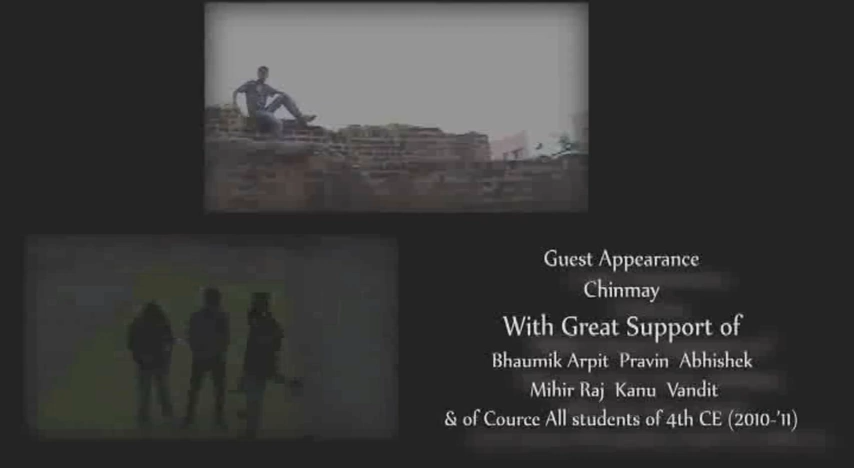 Guest Appearance
Chinmay
With Great Support of
Bhaumik Arpit Pravin Abhishek
Mihir Raj Kanu Vandit
& of Cource All students of 4th CE (2010-'11)